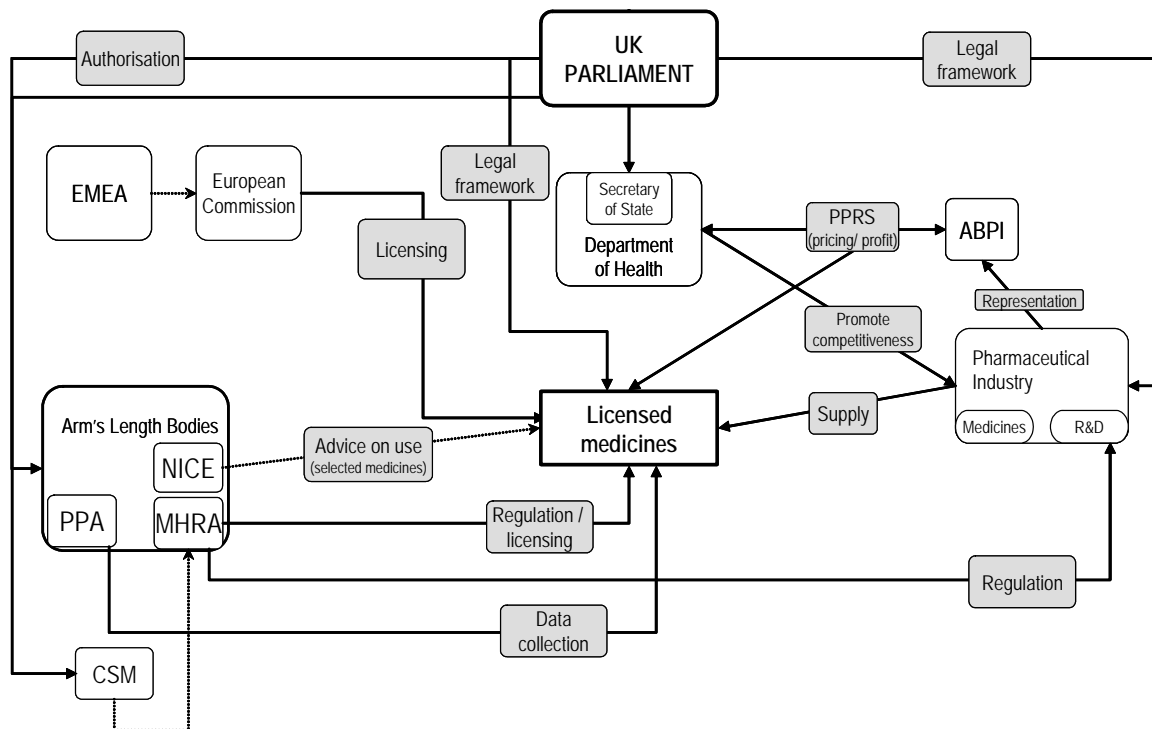 UK
PARLIAMENT
Authorisation
Legal
framework
EMEA
European
Commission
Legal
framework
Secretary
of State
Department
of Health
Licensing
PPRS
(pricing/ profit)
ABPI
Representation
Promote
competitiveness
Pharmaceutical
Industry
Medicines
R&D
Supply
Licensed
medicines
Arm's Length Bodies
NICE
PPA
MHRA
Advice on use
(selected medicines)
Regulation /
licensing
Regulation
Data
collection
CSM